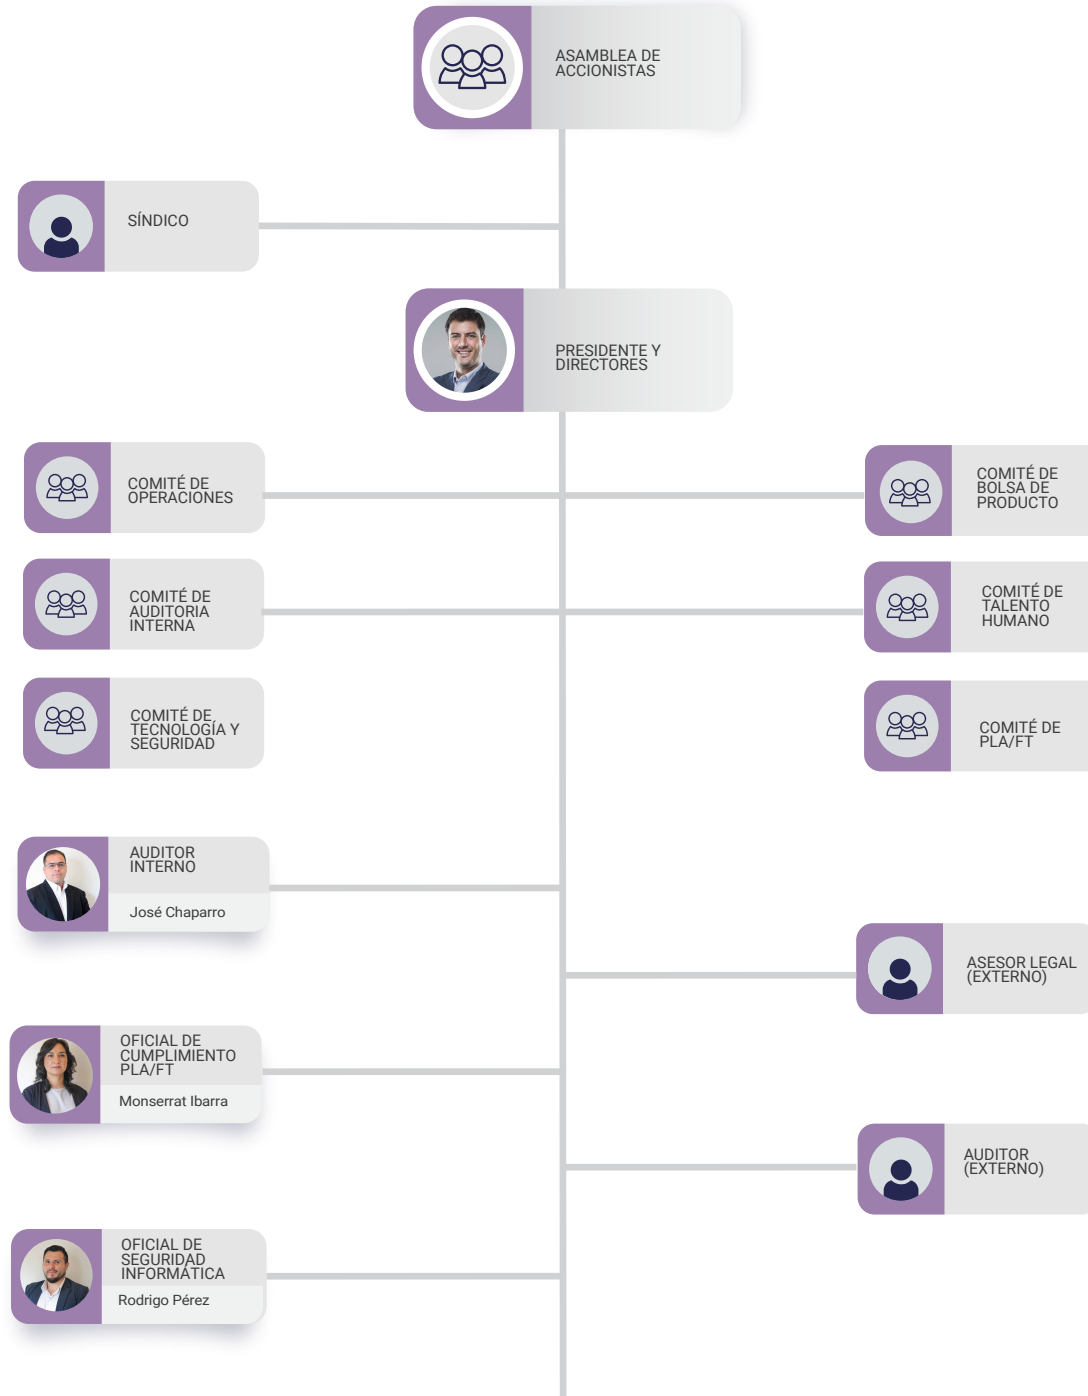 ASAMBLEA DE
ACCIONISTAS
SÍNDICO
PRESIDENTE Y
DIRECTORES
COMITÉ DE
OPERACIONES
COMITÉ DE
BOLSA DE
PRODUCTO
COMITÉ DE
AUDITORIA
INTERNA
COMITÉ DE
TALENTO
HUMANO
COMITÉ DE
TECNOLOGÍA Y
SEGURIDAD
COMITÉ DE
PLA/FT
AUDITOR
INTERNO
José Chaparro
ASESOR LEGAL
(EXTERNO)
OFICIAL DE
CUMPLIMIENTO
PLA/FT
Monserrat Ibarra
AUDITOR
(EXTERNO)
OFICIAL DE
SEGURIDAD
INFORMÁTICA
Rodrigo Pérez